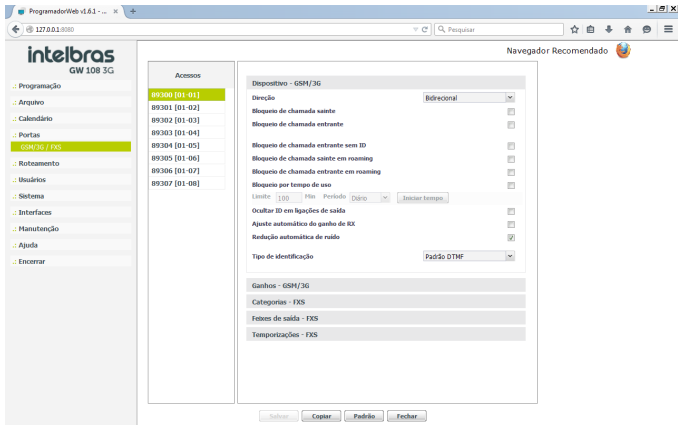 ProgramadorWeb v1.6.1 - ... × +
127.0.0.1:8080
Pesquisar
Navegador Recomendado
intelbras
GW 108 3G
.: Programação
.: Arquivo
.: Calendário
.: Portas
GSM/3G / FXS
.: Roteamento
.: Usuários
.: Sistema
.: Interfaces
.: Manutenção
.: Ajuda
.: Encerrar
Acessos
89300 [01-01]
89301 [01-02]
89302 [01-03]
89303 [01-04]
89304 [01-05]
89305 [01-06]
89306 [01-07]
89307 [01-08]
Dispositivo - GSM/3G
Direção Bidirecional
Bloqueio de chamada sainte
Bloqueio de chamada entrante
Bloqueio de chamada entrante sem ID
Bloqueio de chamada sainte em roaming
Bloqueio de chamada entrante em roaming
Bloqueio por tempo de uso
Limite 100 Min Período Diário Iniciar tempo
Ocultar ID em ligações de saída
Ajuste automático do ganho de RX
Redução automática de ruído
Tipo de identificação Padrão DTMF
Ganhos - GSM/3G
Categorias - FXS
Feixes de saída - FXS
Temporizações - FXS
Salvar Copiar Padrão Fechar